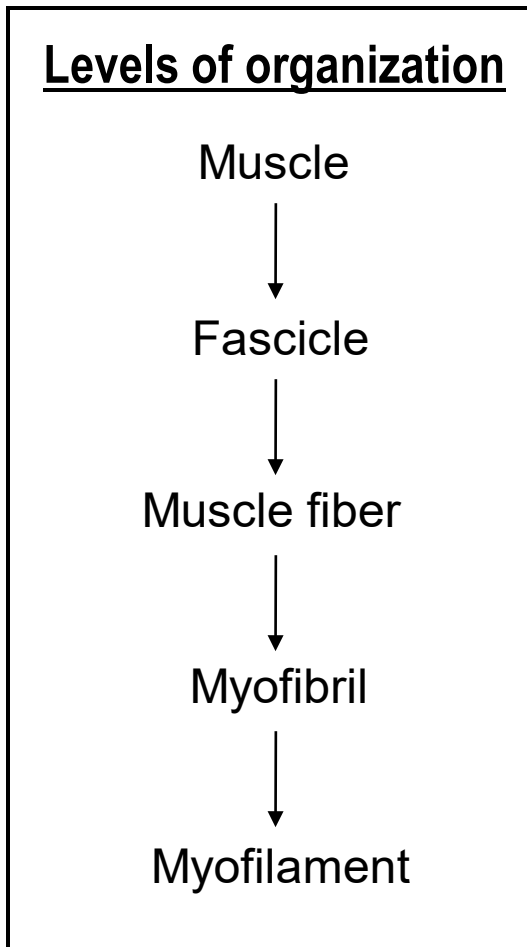 Levels of organization
Muscle
Fascicle
Muscle fiber
Myofibril
Myofilament